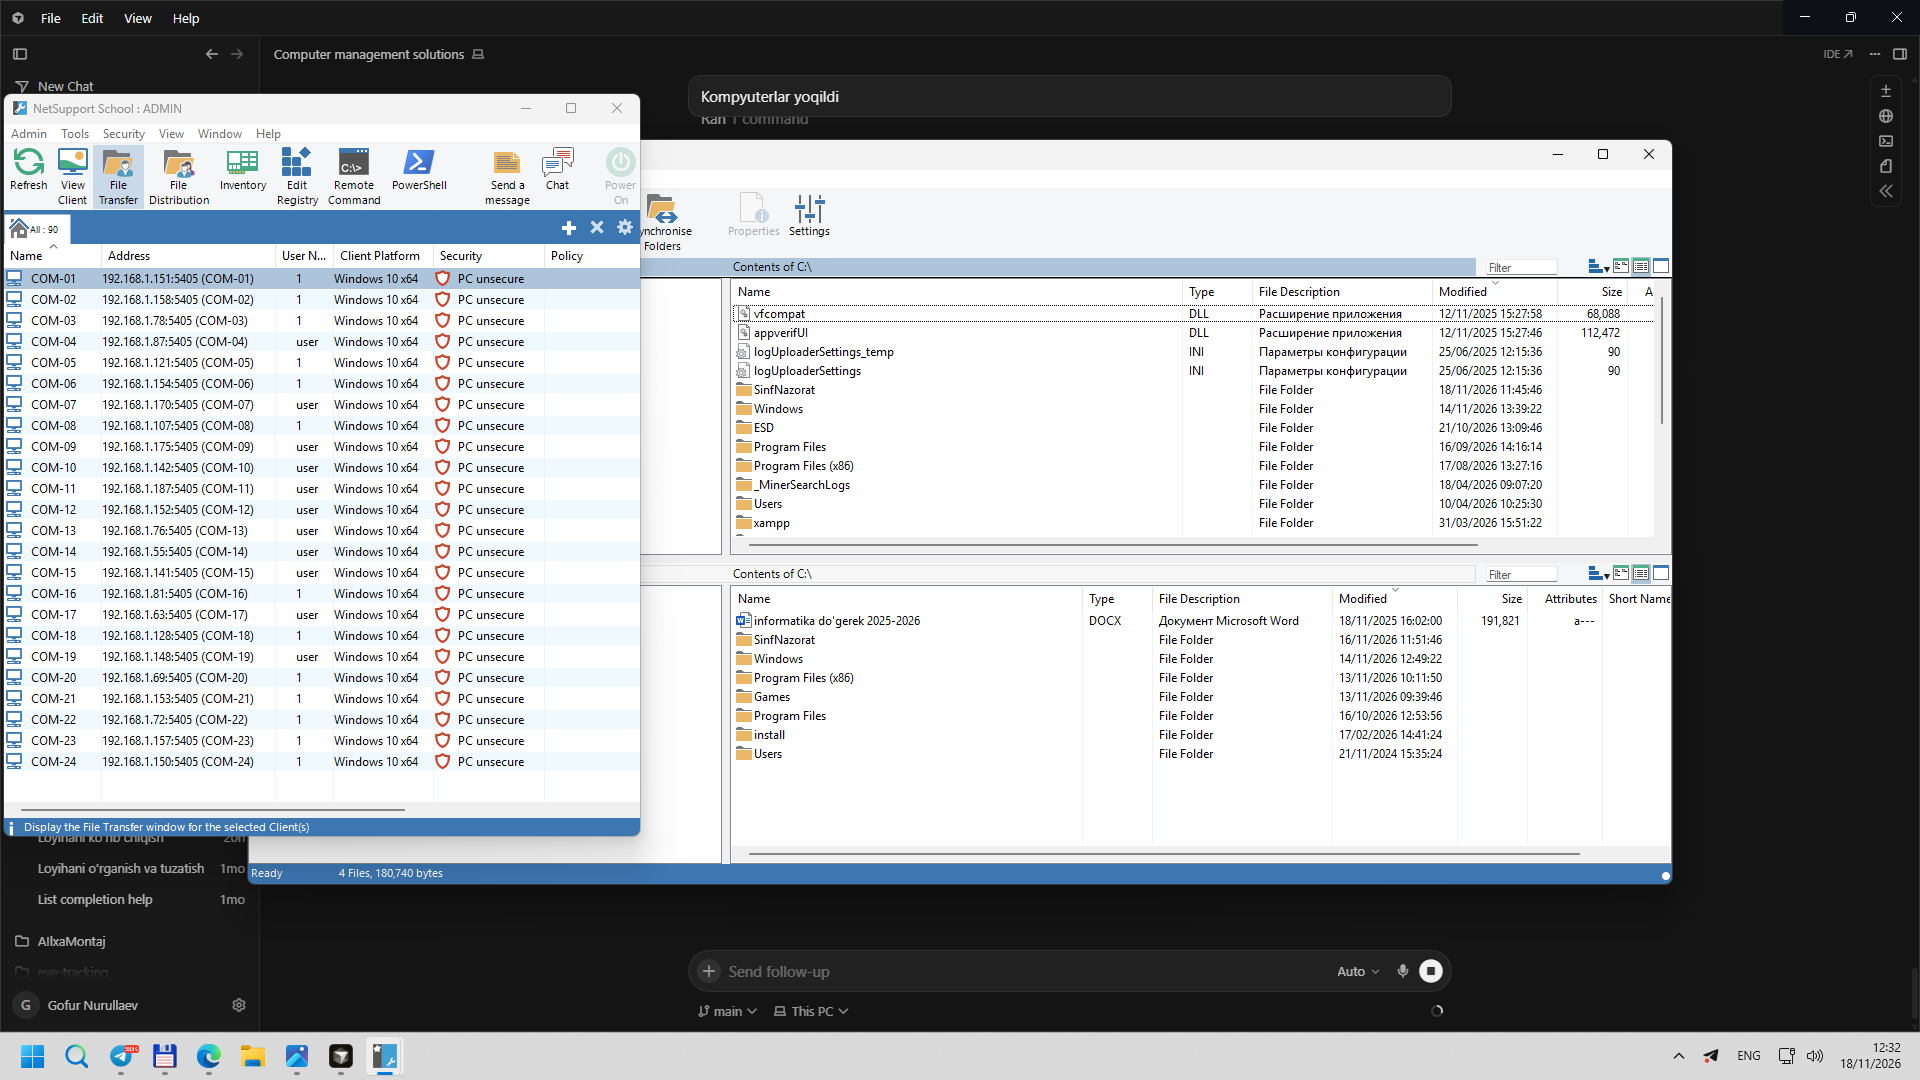 File Edit View Help
Computer management solutions
IDE
New Chat
Kompyuterlar yoqildi
Ran 1 command
NetSupport School : ADMIN
Admin Tools Security View Window Help
Refresh
View Client
File Transfer
File Distribution
Inventory
Edit Registry
Remote Command
PowerShell
Send a message
Chat
Power On
All : 90
Name Address User N... Client Platform Security Policy
COM-01 192.168.1.151:5405 (COM-01) 1 Windows 10 x64 PC unsecure
COM-02 192.168.1.158:5405 (COM-02) 1 Windows 10 x64 PC unsecure
COM-03 192.168.1.78:5405 (COM-03) 1 Windows 10 x64 PC unsecure
COM-04 192.168.1.87:5405 (COM-04) user Windows 10 x64 PC unsecure
COM-05 192.168.1.121:5405 (COM-05) 1 Windows 10 x64 PC unsecure
COM-06 192.168.1.154:5405 (COM-06) 1 Windows 10 x64 PC unsecure
COM-07 192.168.1.170:5405 (COM-07) user Windows 10 x64 PC unsecure
COM-08 192.168.1.107:5405 (COM-08) 1 Windows 10 x64 PC unsecure
COM-09 192.168.1.175:5405 (COM-09) user Windows 10 x64 PC unsecure
COM-10 192.168.1.142:5405 (COM-10) user Windows 10 x64 PC unsecure
COM-11 192.168.1.187:5405 (COM-11) user Windows 10 x64 PC unsecure
COM-12 192.168.1.152:5405 (COM-12) user Windows 10 x64 PC unsecure
COM-13 192.168.1.76:5405 (COM-13) user Windows 10 x64 PC unsecure
COM-14 192.168.1.55:5405 (COM-14) user Windows 10 x64 PC unsecure
COM-15 192.168.1.141:5405 (COM-15) user Windows 10 x64 PC unsecure
COM-16 192.168.1.81:5405 (COM-16) 1 Windows 10 x64 PC unsecure
COM-17 192.168.1.63:5405 (COM-17) user Windows 10 x64 PC unsecure
COM-18 192.168.1.128:5405 (COM-18) 1 Windows 10 x64 PC unsecure
COM-19 192.168.1.148:5405 (COM-19) user Windows 10 x64 PC unsecure
COM-20 192.168.1.69:5405 (COM-20) 1 Windows 10 x64 PC unsecure
COM-21 192.168.1.153:5405 (COM-21) 1 Windows 10 x64 PC unsecure
COM-22 192.168.1.72:5405 (COM-22) 1 Windows 10 x64 PC unsecure
COM-23 192.168.1.157:5405 (COM-23) 1 Windows 10 x64 PC unsecure
COM-24 192.168.1.150:5405 (COM-24) 1 Windows 10 x64 PC unsecure
Display the File Transfer window for the selected Client(s)
ynchronise Folders
Properties
Settings
Contents of C:\ Filter
Name Type File Description Modified Size A
vfcompat DLL Расширение приложения 12/11/2025 15:27:58 68,088
appverifUI DLL Расширение приложения 12/11/2025 15:27:46 112,472
logUploaderSettings_temp INI Параметры конфигурации 25/06/2025 12:15:36 90
logUploaderSettings INI Параметры конфигурации 25/06/2025 12:15:36 90
SinfNazorat File Folder 18/11/2026 11:45:46
Windows File Folder 14/11/2026 13:39:22
ESD File Folder 21/10/2026 13:09:46
Program Files File Folder 16/09/2026 14:16:14
Program Files (x86) File Folder 17/08/2026 13:27:16
_MinerSearchLogs File Folder 18/04/2026 09:07:20
Users File Folder 10/04/2026 10:25:30
xampp File Folder 31/03/2026 15:51:22
Contents of C:\ Filter
Name Type File Description Modified Size Attributes Short Name
informatika do'gerek 2025-2026 DOCX Документ Microsoft Word 18/11/2025 16:02:00 191,821 a---
SinfNazorat File Folder 16/11/2026 11:51:46
Windows File Folder 14/11/2026 12:49:22
Program Files (x86) File Folder 13/11/2026 10:11:50
Games File Folder 13/11/2026 09:39:46
Program Files File Folder 16/10/2026 12:53:56
install File Folder 17/02/2026 14:41:24
Users File Folder 21/11/2024 15:35:24
Ready 4 Files, 180,740 bytes
Loyihani ko'rib chiqish 20m
Loyihani o'rganish va tuzatish 1mo
List completion help 1mo
AllxaMontaj
eye-tracking
G Gofur Nurullaev
Send follow-up
Auto
main This PC
ENG
12:32
18/11/2026